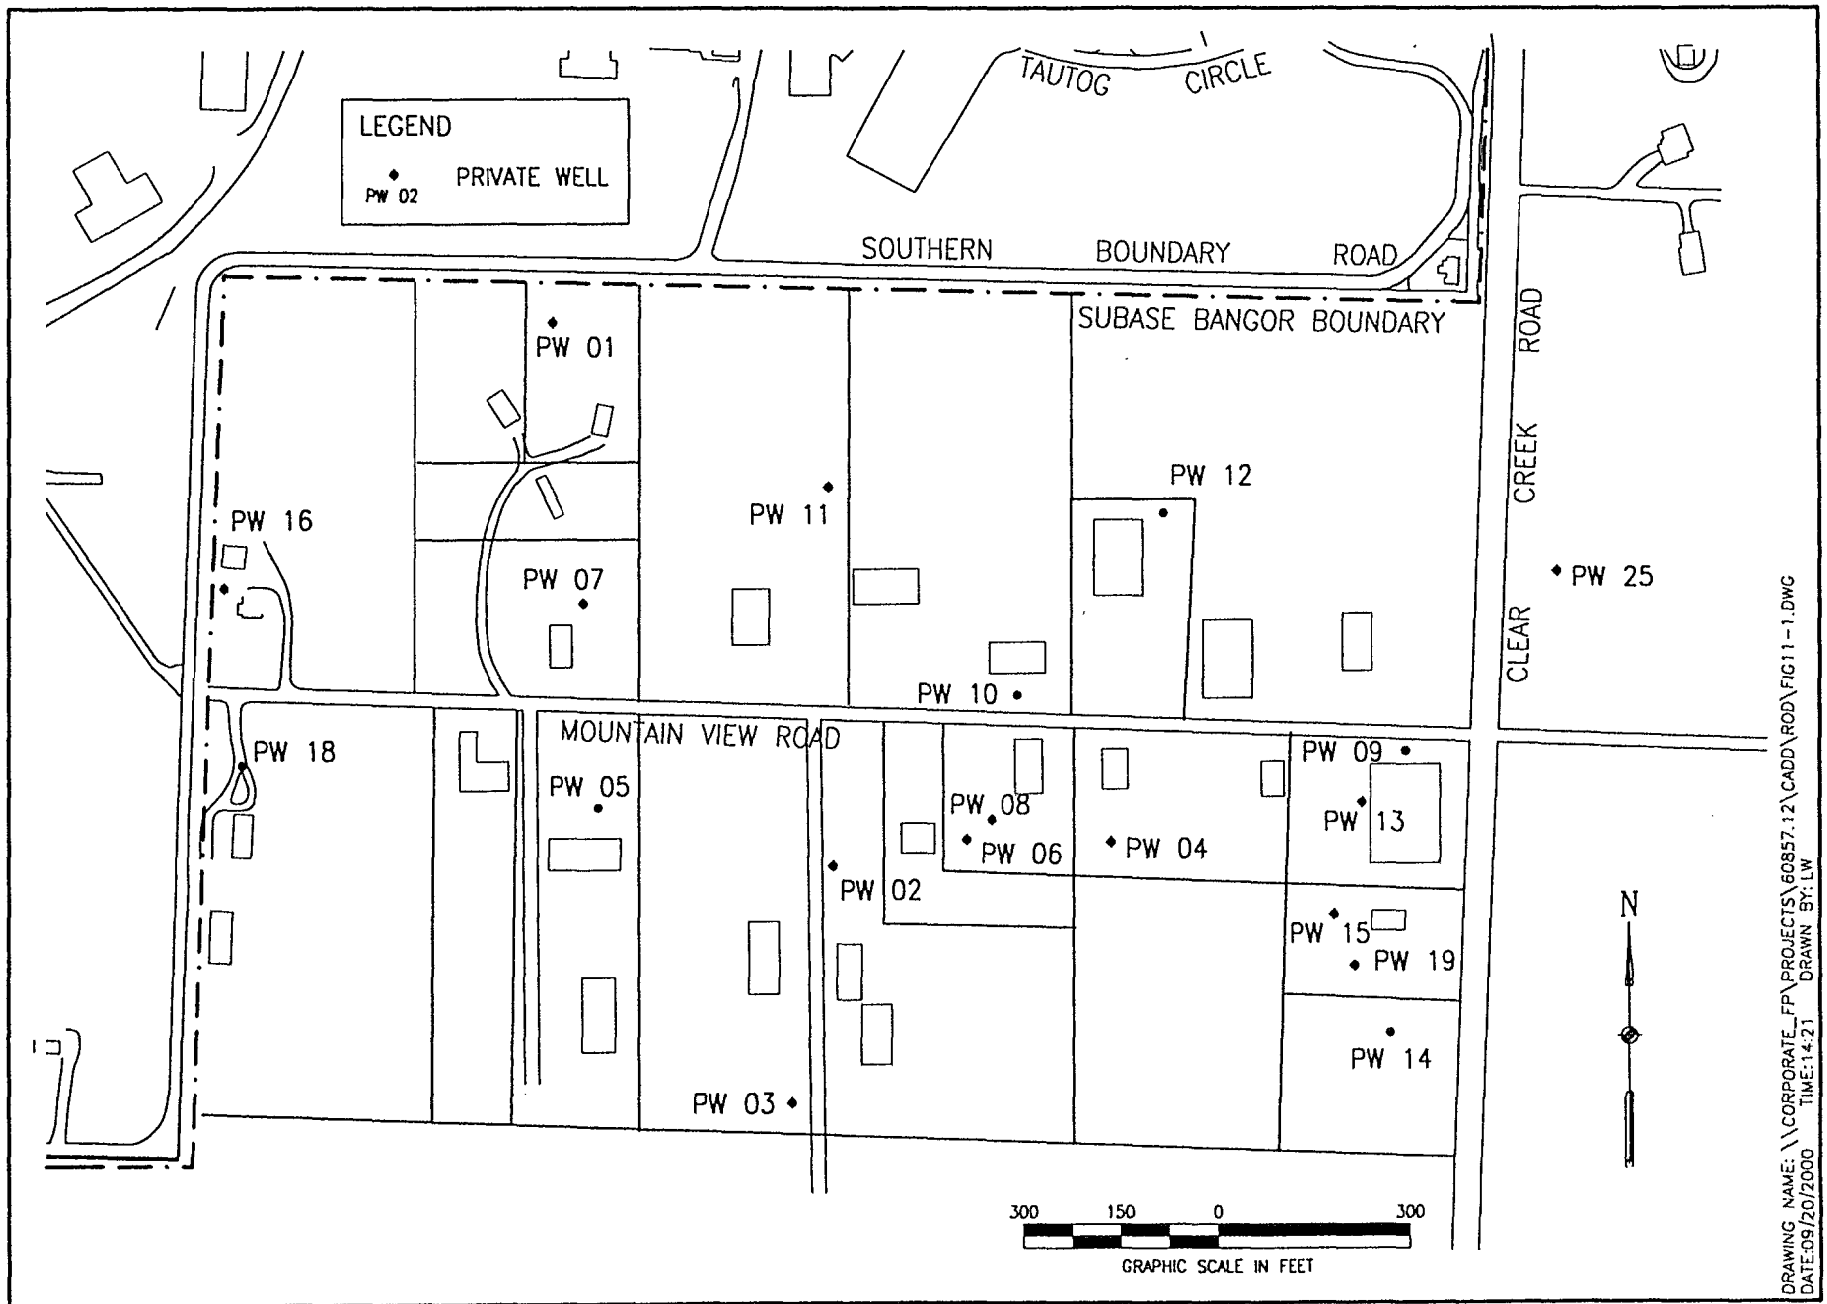 TAUTOG CIRCLE
LEGEND
PW 02 PRIVATE WELL
SOUTHERN BOUNDARY ROAD
SUBASE BANGOR BOUNDARY
CLEAR CREEK ROAD
PW 01
PW 12
PW 11
PW 16
PW 07
PW 25
PW 10
MOUNTAIN VIEW ROAD
PW 18
PW 09
PW 05
PW 08
PW 13
PW 06
PW 04
PW 02
PW 15
PW 19
PW 14
PW 03
N
300 150 0 300
GRAPHIC SCALE IN FEET
DRAWING NAME: \\CORPORATE_FP\PROJECTS\60857.12\CADD\ROD\FIG11-1.DWG
DATE:09/20/2000 TIME:14:21 DRAWN BY:LW